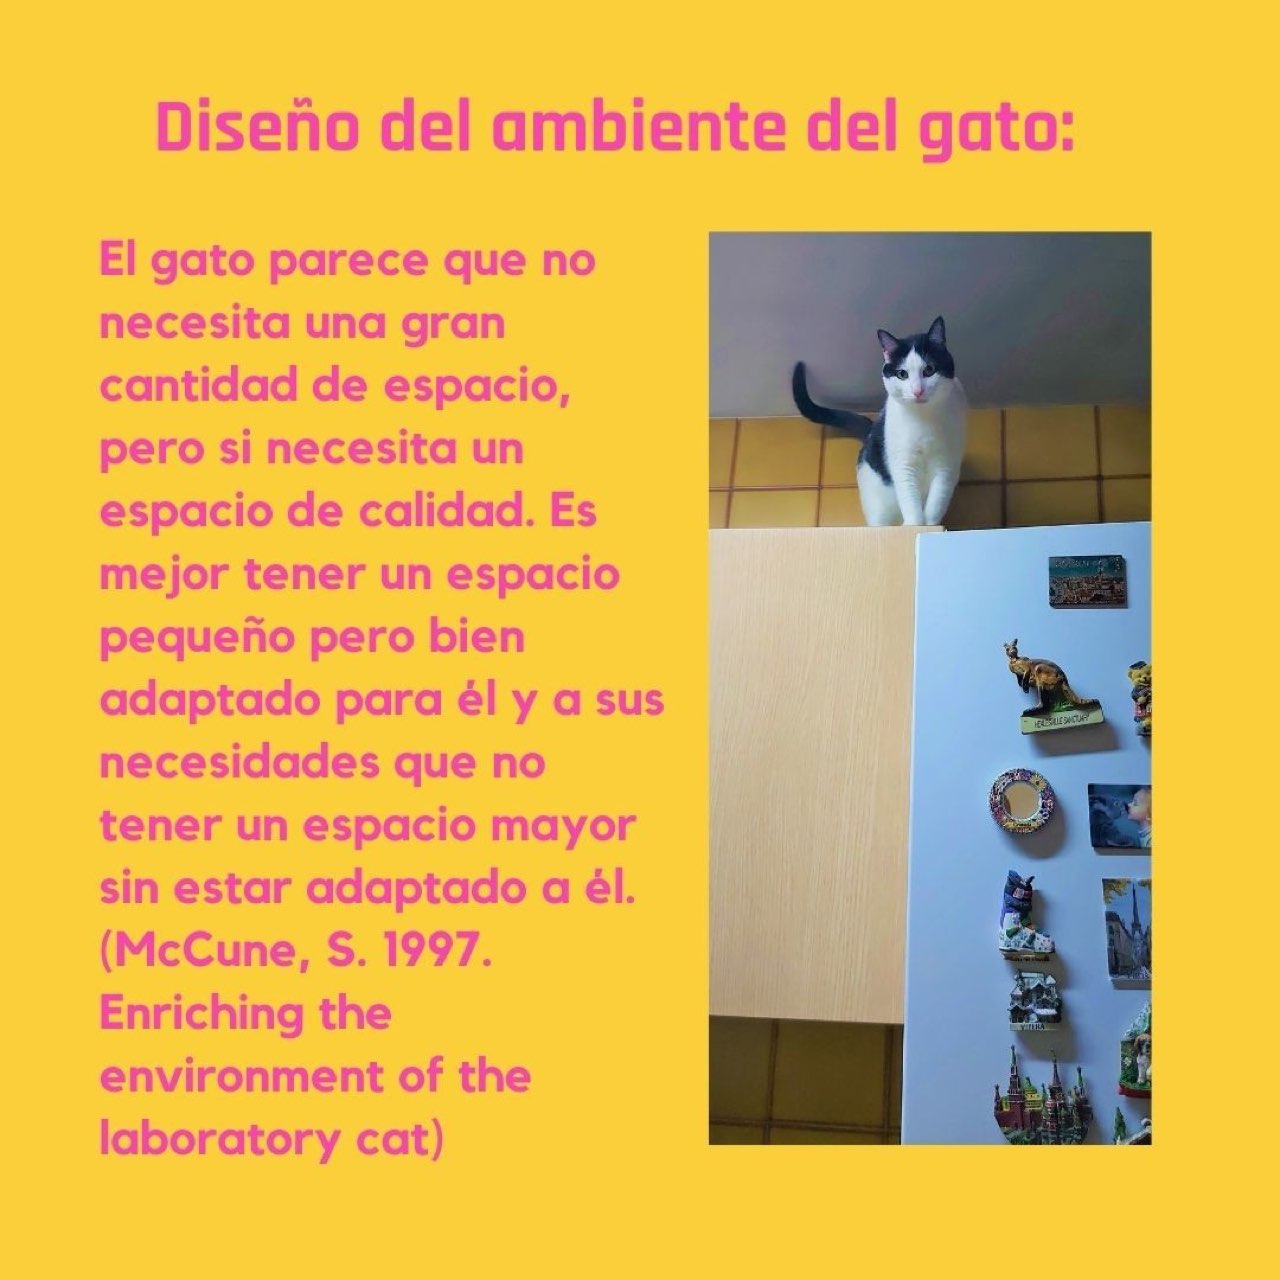 Diseño del ambiente del gato:
El gato parece que no
necesita una gran
cantidad de espacio,
pero si necesita un
espacio de calidad. Es
mejor tener un espacio
pequeño pero bien
adaptado para él y a sus
necesidades que no
tener un espacio mayor
sin estar adaptado a él.
(McCune, S. 1997.
Enriching the
environment of the
laboratory cat)